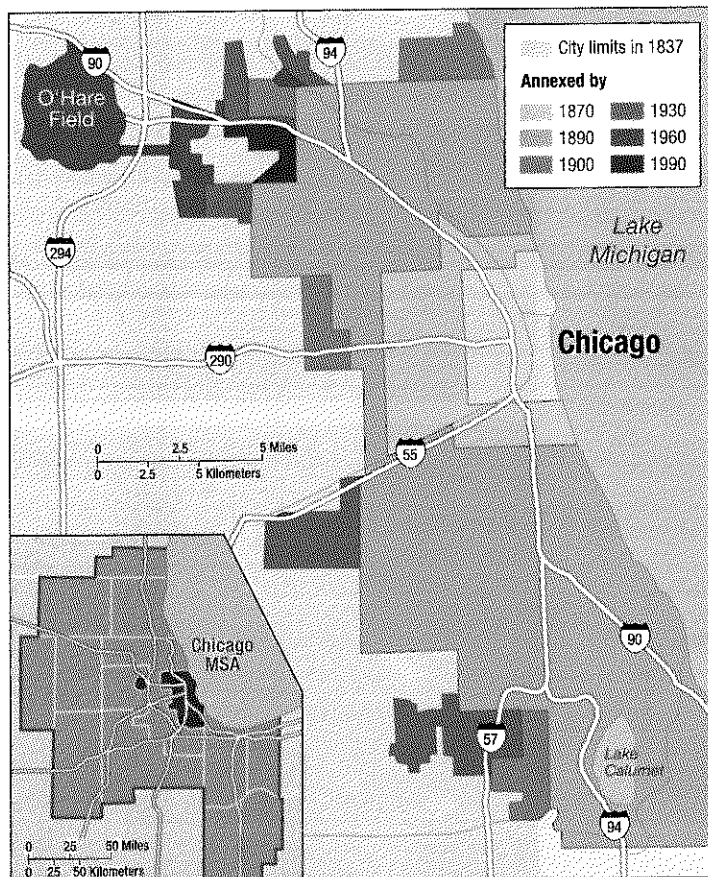 City limits in 1837
Annexed by
1870
1890
1900
1930
1960
1990
90
94
O'Hare
Field
294
Lake
Michigan
Chicago
290
0 2.5 5 Miles
0 2.5 5 Kilometers
55
Chicago
MSA
90
57
Lake
Calumet
94
0 25 50 Miles
0 25 50 Kilometers